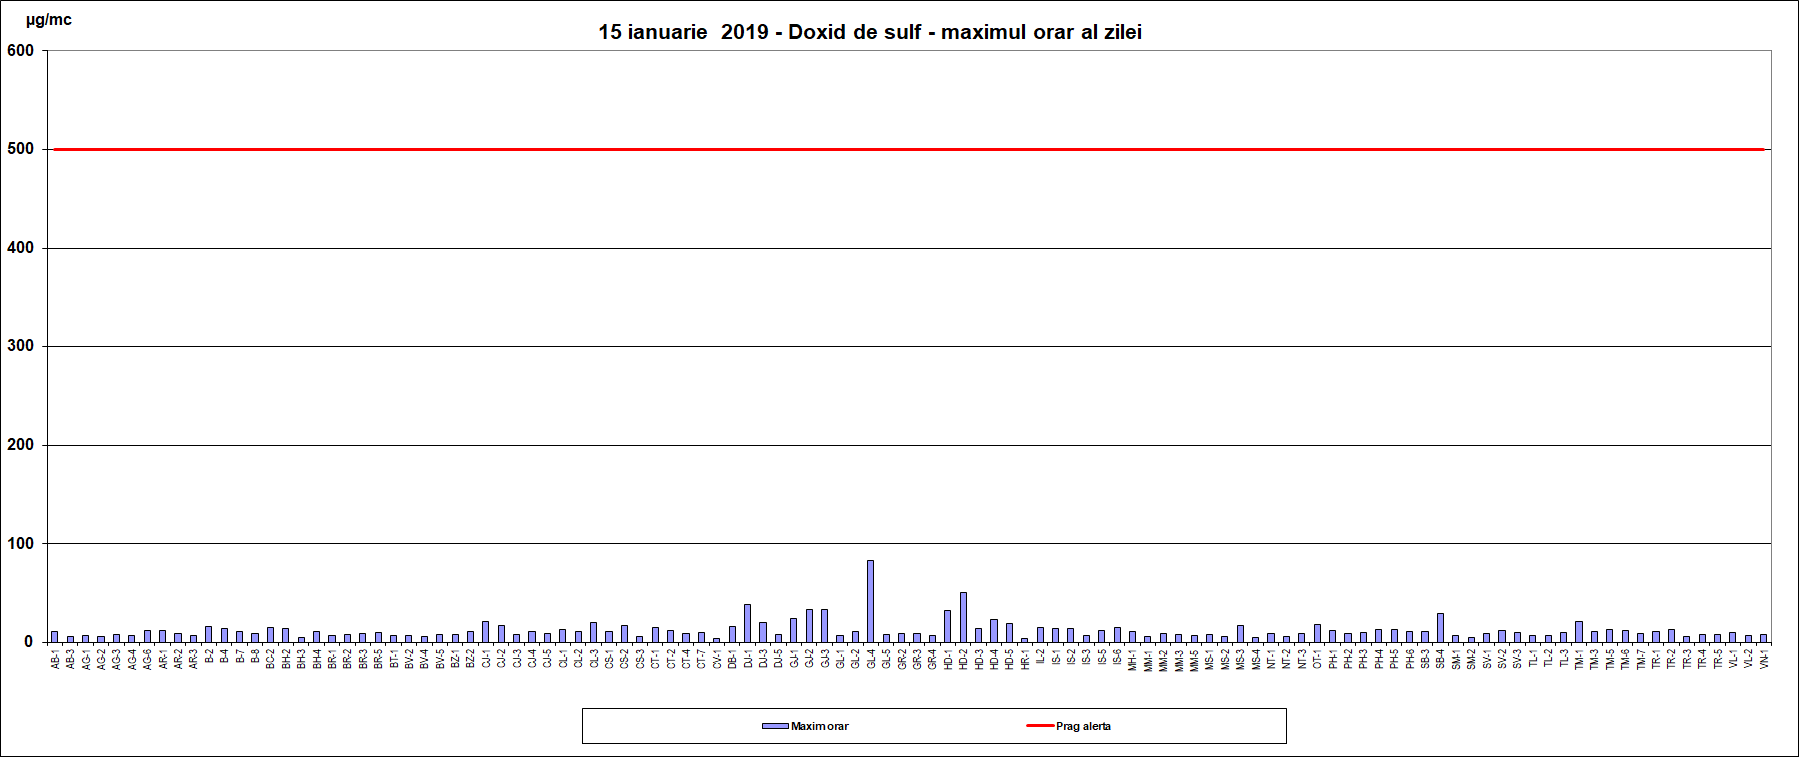 µg/mc
15 ianuarie 2019 - Doxid de sulf - maximul orar al zilei
600
500
400
300
200
100
0
AB-1 AB-3 AG-1 AG-2 AG-3 AG-4 AG-6 AR-1 AR-2 AR-3 B-2 B-4 B-7 B-8 BC-2 BH-2 BH-3 BH-4 BR-1 BR-2 BR-3 BR-5 BT-1 BV-2 BV-4 BV-5 BZ-1 BZ-2 CJ-1 CJ-2 CJ-3 CJ-4 CJ-5 CL-1 CL-2 CL-3 CS-1 CS-2 CS-3 CT-1 CT-2 CT-4 CT-7 CV-1 DB-1 DJ-1 DJ-3 DJ-5 GJ-1 GJ-2 GJ-3 GL-1 GL-2 GL-4 GL-5 GR-2 GR-3 GR-4 HD-1 HD-2 HD-3 HD-4 HD-5 HR-1 IL-2 IS-1 IS-2 IS-3 IS-5 IS-6 MH-1 MM-1 MM-2 MM-3 MM-5 MS-1 MS-2 MS-3 MS-4 NT-1 NT-2 NT-3 OT-1 PH-1 PH-2 PH-3 PH-4 PH-5 PH-6 SB-3 SB-4 SM-1 SM-2 SV-1 SV-2 SV-3 TL-1 TL-2 TL-3 TM-1 TM-3 TM-5 TM-6 TM-7 TR-1 TR-2 TR-3 TR-4 TR-5 VL-1 VL-2 VN-1
Maxim orar
Prag alerta